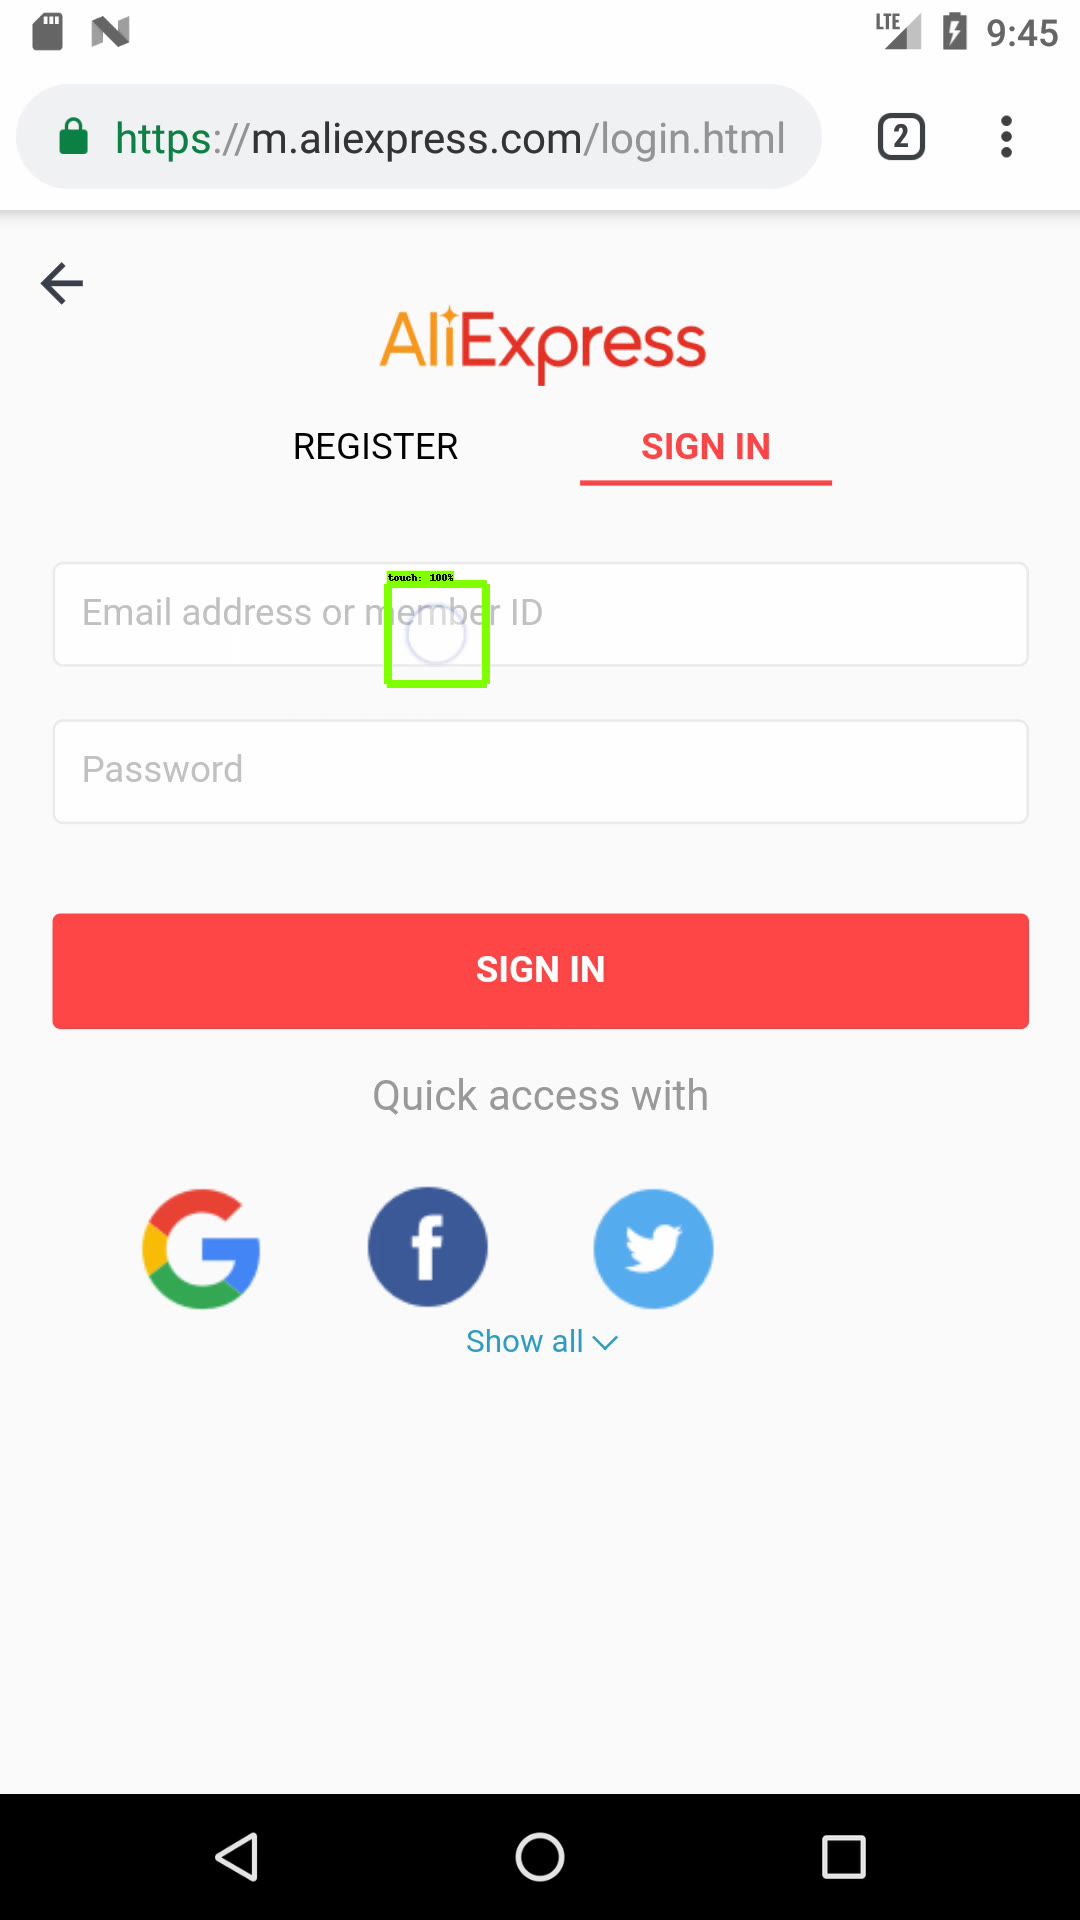 LTE 9:45
https://m.aliexpress.com/login.html 2
AliExpress
REGISTER SIGN IN
touch: 100%
Email address or member ID
Password
SIGN IN
Quick access with
Show all